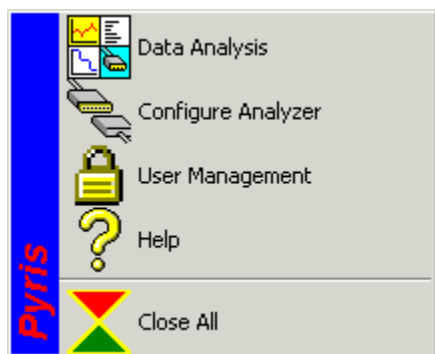 Data Analysis
Configure Analyzer
User Management
Help
Close All
Pyris